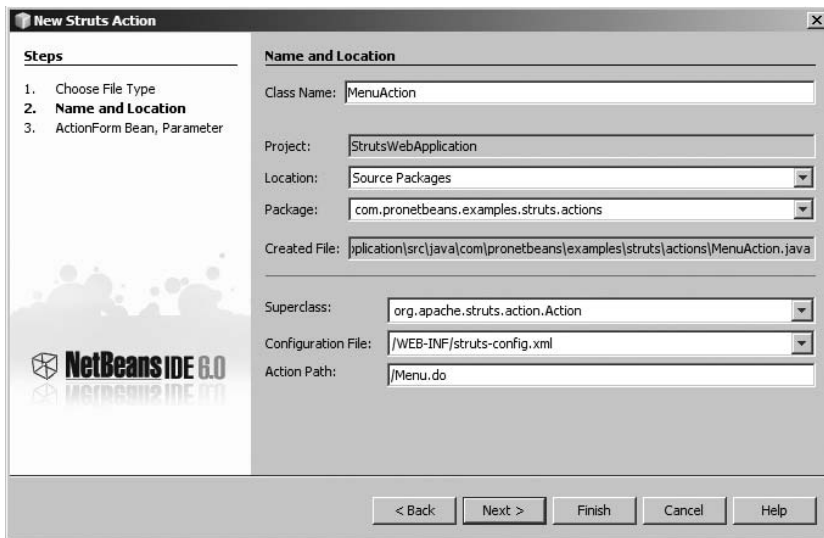 New Struts Action
Steps
1. Choose File Type
2. Name and Location
3. ActionForm Bean, Parameter
NetBeans IDE 6.0
Name and Location
Class Name: MenuAction
Project: StrutsWebApplication
Location: Source Packages
Package: com.pronetbeans.examples.struts.actions
Created File: plication\src\java\com\pronetbeans\examples\struts\actions\MenuAction.java
Superclass: org.apache.struts.action.Action
Configuration File: /WEB-INF/struts-config.xml
Action Path: /Menu.do
< Back Next > Finish Cancel Help